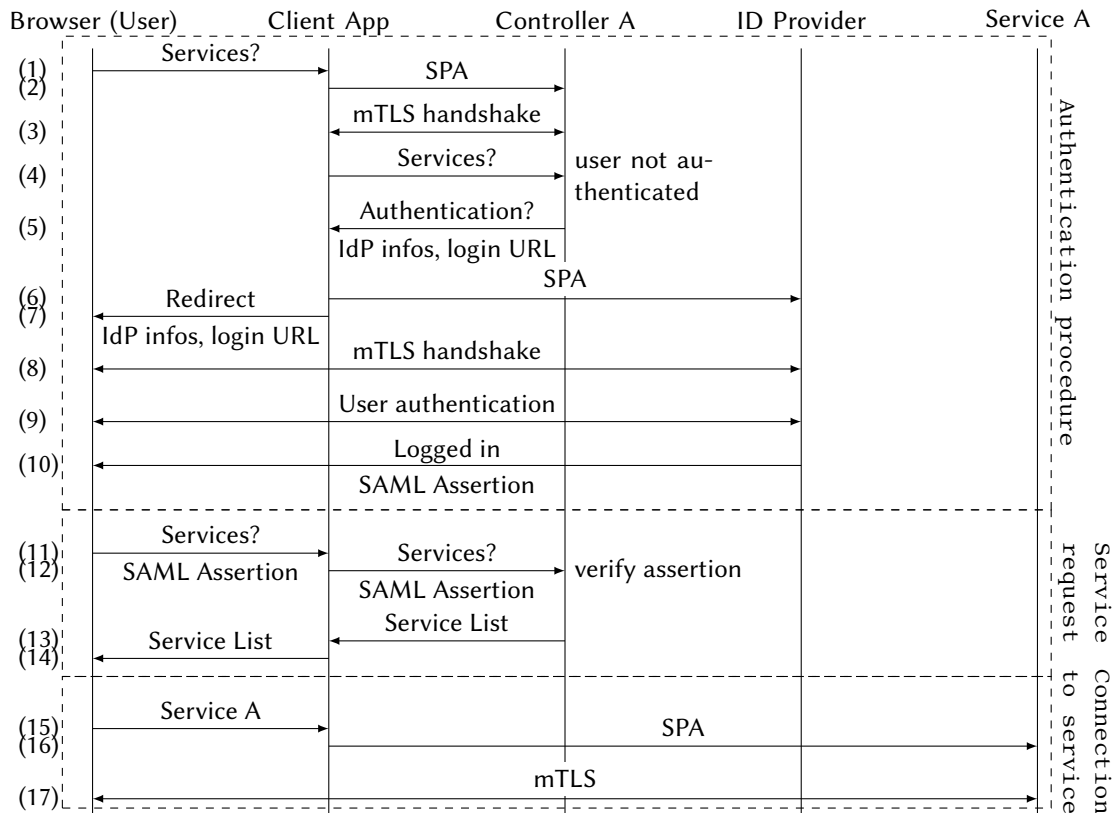 Browser (User) Client App Controller A ID Provider Service A
(1) Services?
(2) SPA
(3) mTLS handshake
(4) Services?
user not au-
thenticated
(5) Authentication?
IdP infos, login URL
(6) SPA
(7) Redirect
IdP infos, login URL
(8) mTLS handshake
(9) User authentication
(10) Logged in
SAML Assertion
Authentication procedure
(11) Services?
SAML Assertion
(12) Services?
SAML Assertion
verify assertion
(13) Service List
(14) Service List
Service
request
(15) Service A
(16) SPA
(17) mTLS
Connection
to service